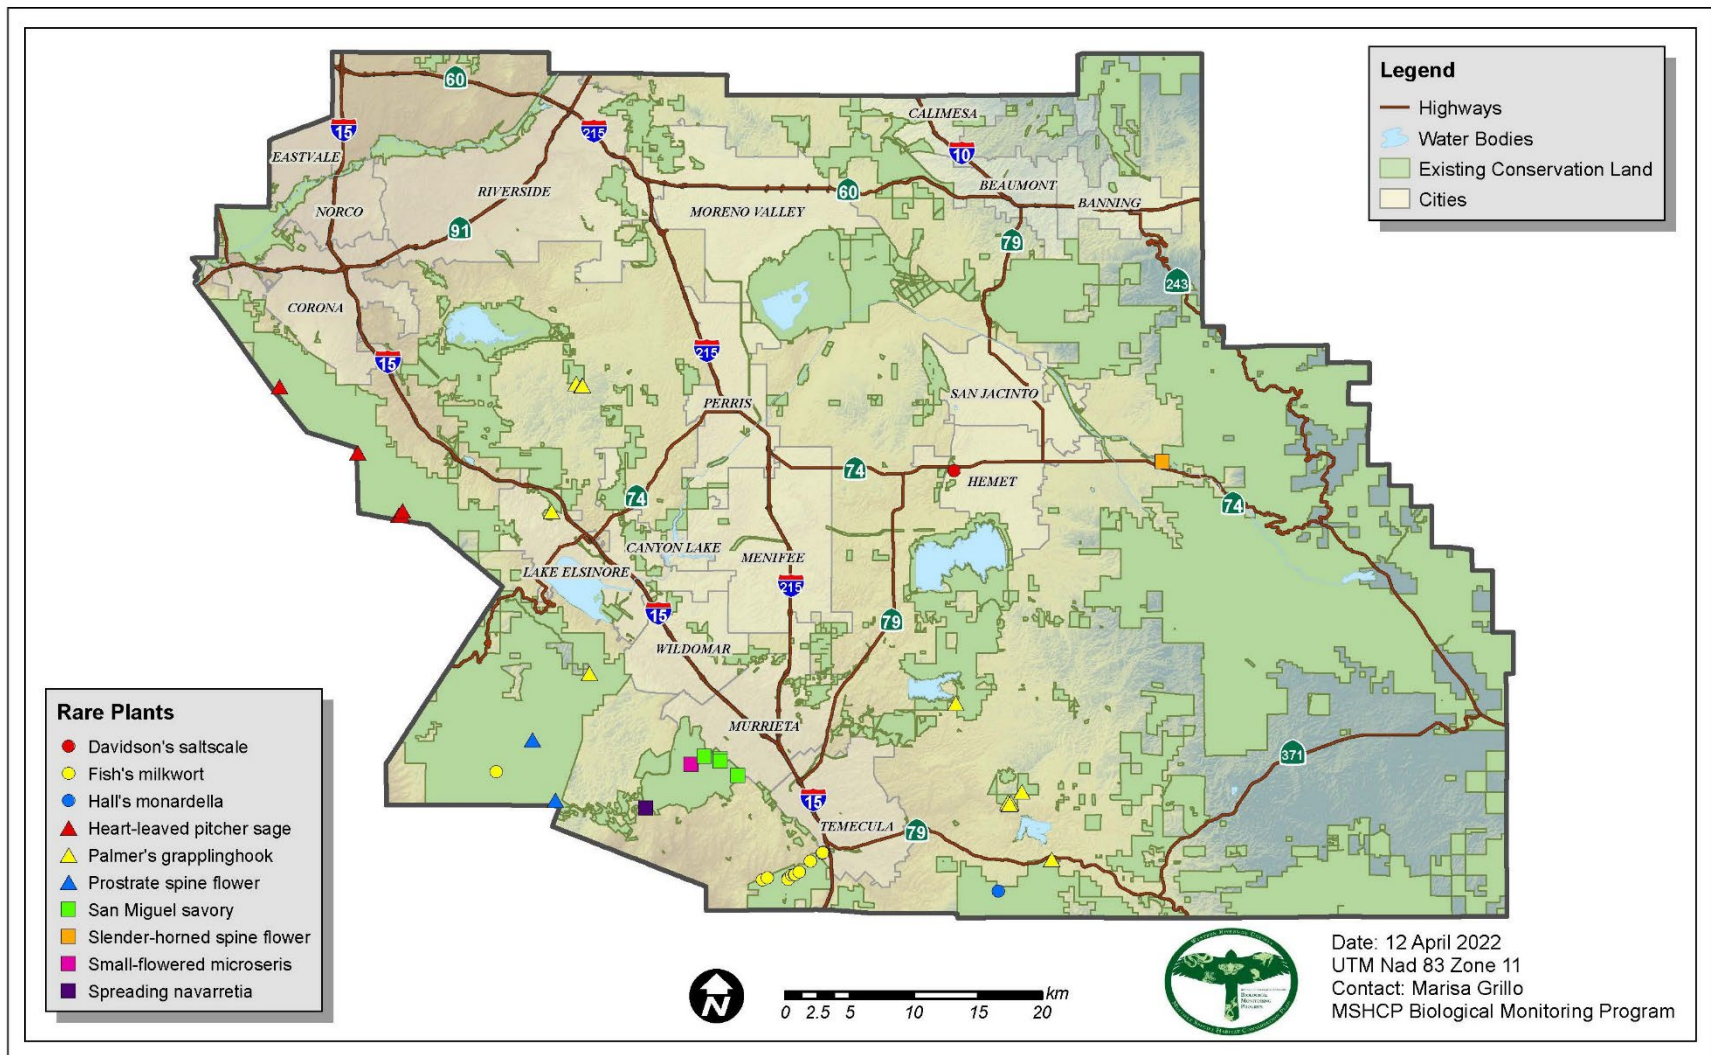 Legend
Highways
Water Bodies
Existing Conservation Land
Cities
60
15
215
CALIMESA
10
EASTVALE
RIVERSIDE
BEAUMONT
NORCO
60
BANNING
MORENO VALLEY
91
79
243
CORONA
215
15
SAN JACINTO
PERRIS
74
HEMET
74
74
CANYON LAKE
MENIFEE
LAKE ELSINORE
215
15
79
WILDOMAR
MURRIETA
371
15
TEMECULA
79
Rare Plants
Davidson's saltscale
Fish's milkwort
Hall's monardella
Heart-leaved pitcher sage
Palmer's grapplinghook
Prostrate spine flower
San Miguel savory
Slender-horned spine flower
Small-flowered microseris
Spreading navarretia
N
km
0 2.5 5 10 15 20
BIOLOGICAL
MONITORING
PROGRAM
Date: 12 April 2022
UTM Nad 83 Zone 11
Contact: Marisa Grillo
MSHCP Biological Monitoring Program